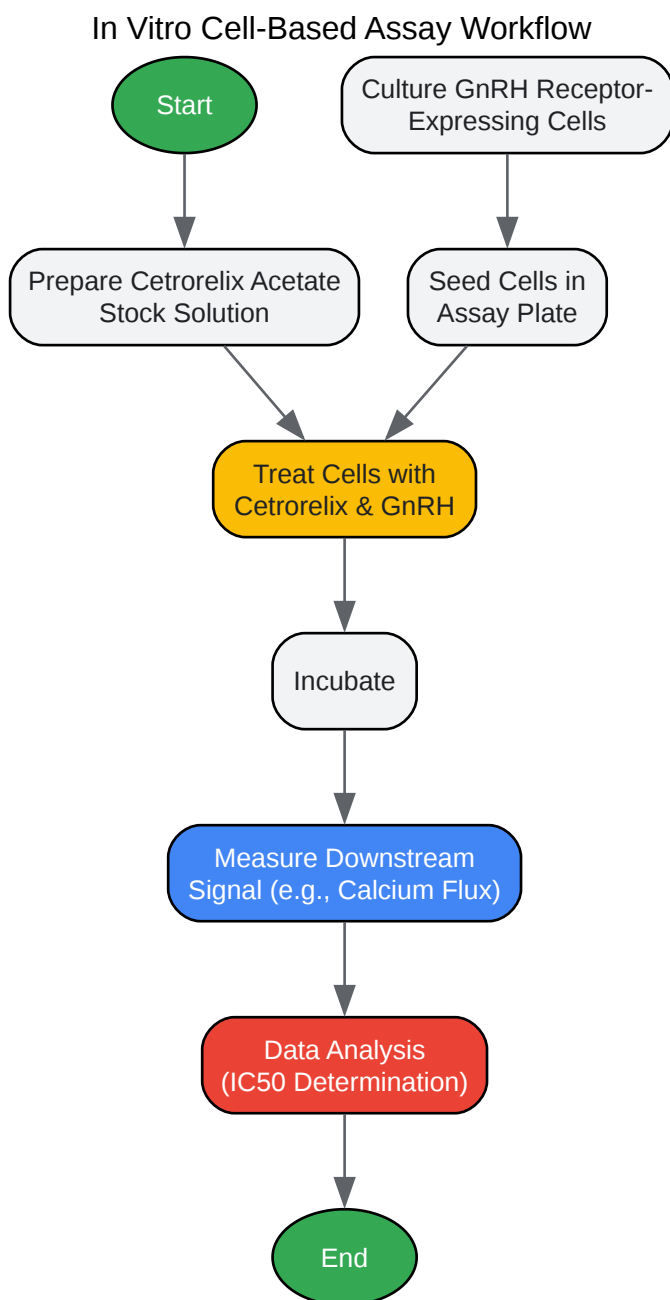 In Vitro Cell-Based Assay Workflow
Start
Culture GnRH Receptor-
Expressing Cells
Prepare Cetrorelix Acetate
Stock Solution
Seed Cells in
Assay Plate
Treat Cells with
Cetrorelix & GnRH
Incubate
Measure Downstream
Signal (e.g., Calcium Flux)
Data Analysis
(IC50 Determination)
End